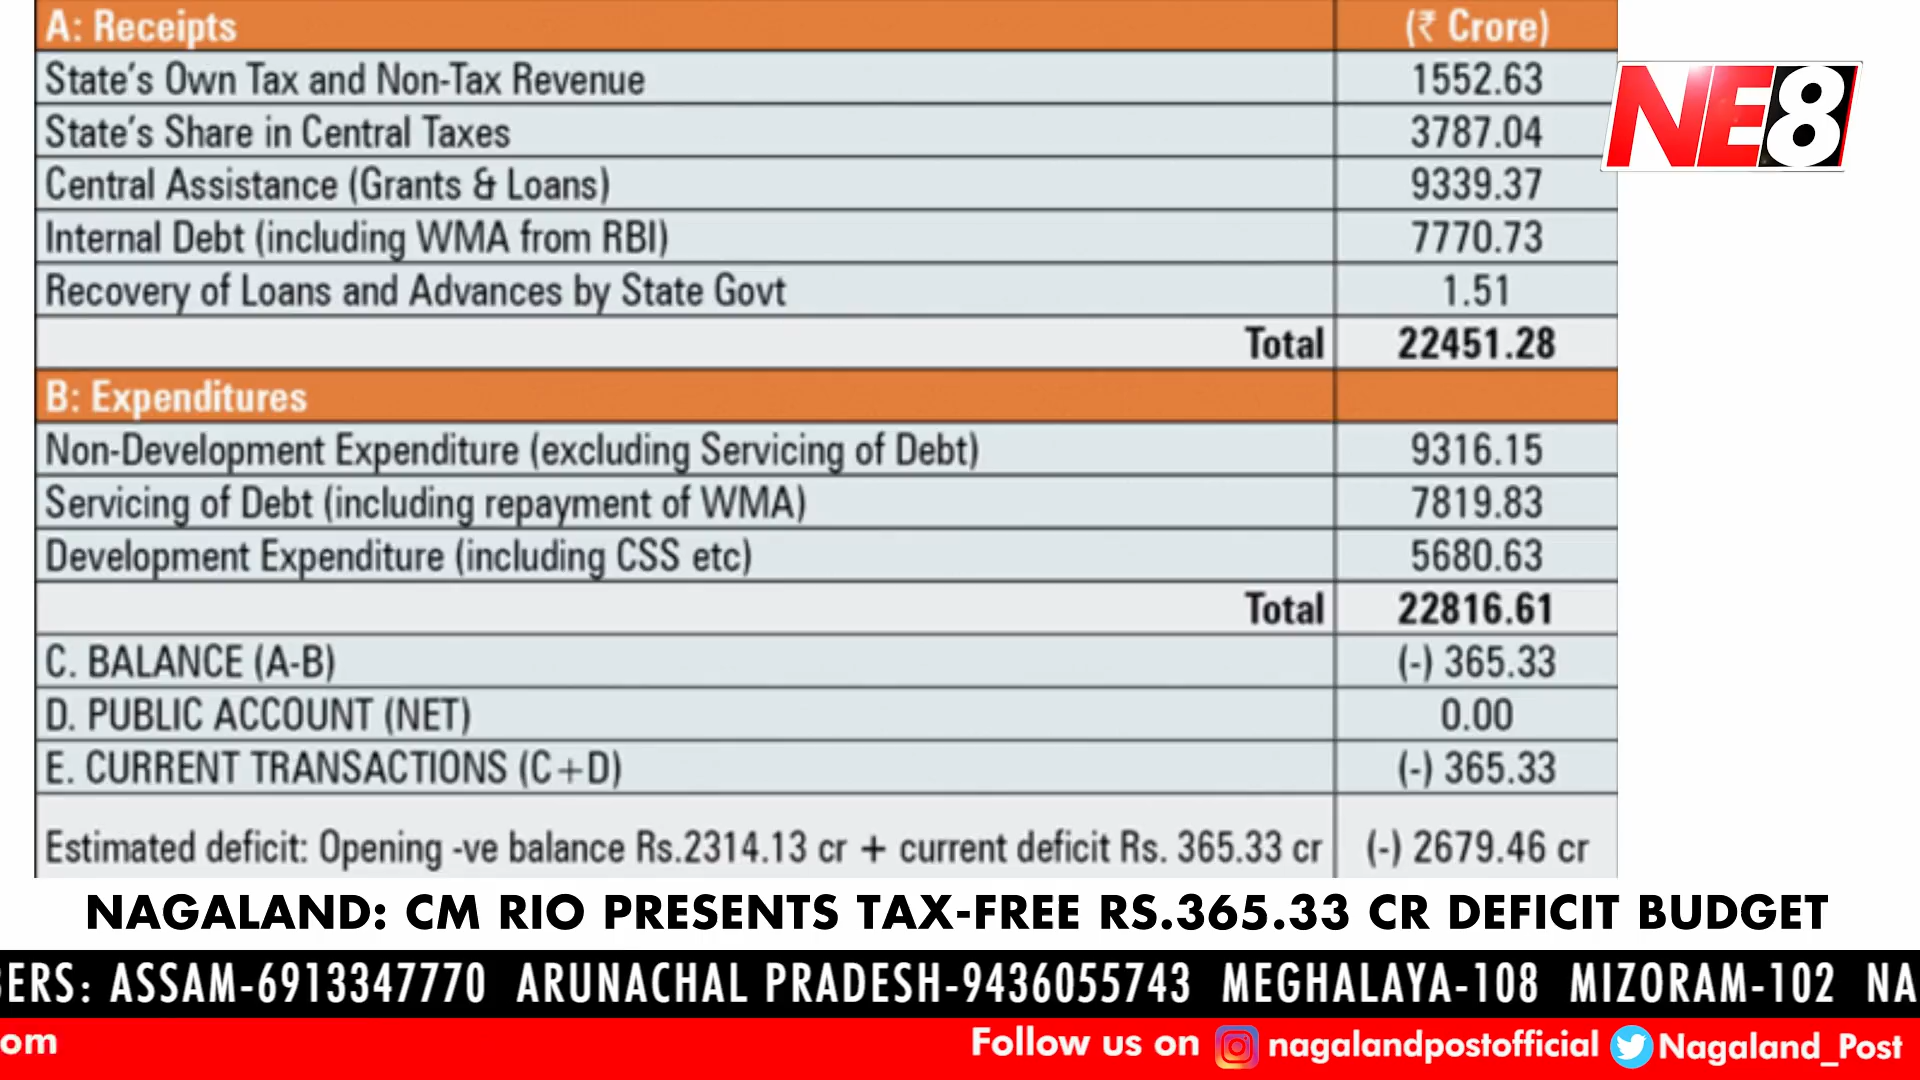 A: Receipts (₹ Crore)
State's Own Tax and Non-Tax Revenue 1552.63
State's Share in Central Taxes 3787.04
Central Assistance (Grants & Loans) 9339.37
Internal Debt (including WMA from RBI) 7770.73
Recovery of Loans and Advances by State Govt 1.51
Total 22451.28
B: Expenditures
Non-Development Expenditure (excluding Servicing of Debt) 9316.15
Servicing of Debt (including repayment of WMA) 7819.83
Development Expenditure (including CSS etc) 5680.63
Total 22816.61
C. BALANCE (A-B) (-) 365.33
D. PUBLIC ACCOUNT (NET) 0.00
E. CURRENT TRANSACTIONS (C+D) (-) 365.33
Estimated deficit: Opening -ve balance Rs.2314.13 cr + current deficit Rs. 365.33 cr (-) 2679.46 cr
NE8
NAGALAND: CM RIO PRESENTS TAX-FREE RS.365.33 CR DEFICIT BUDGET
BERS: ASSAM-6913347770 ARUNACHAL PRADESH-9436055743 MEGHALAYA-108 MIZORAM-102 NA
om Follow us on nagalandpostofficial Nagaland_Post